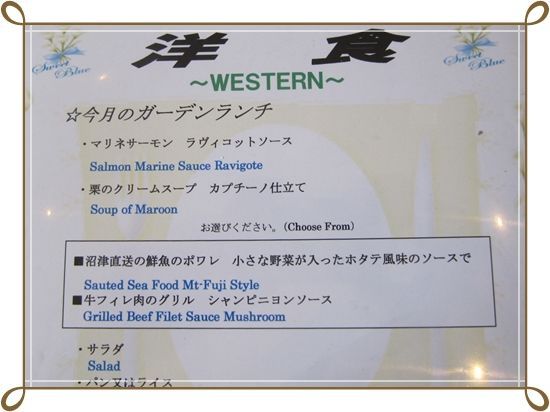 Sweet Blue
Sweet Blue
洋 食
～WESTERN～
☆今月のガーデンランチ
・マリネサーモン ラヴィコットソース
Salmon Marine Sauce Ravigote
・栗のクリームスープ カプチーノ仕立て
Soup of Maroon
お選びください。(Choose From)
■沼津直送の鮮魚のポワレ 小さな野菜が入ったホタテ風味のソースで
Sauted Sea Food Mt-Fuji Style
■牛フィレ肉のグリル シャンピニヨンソース
Grilled Beef Filet Sauce Mushroom
・サラダ
Salad
・パン又はライス